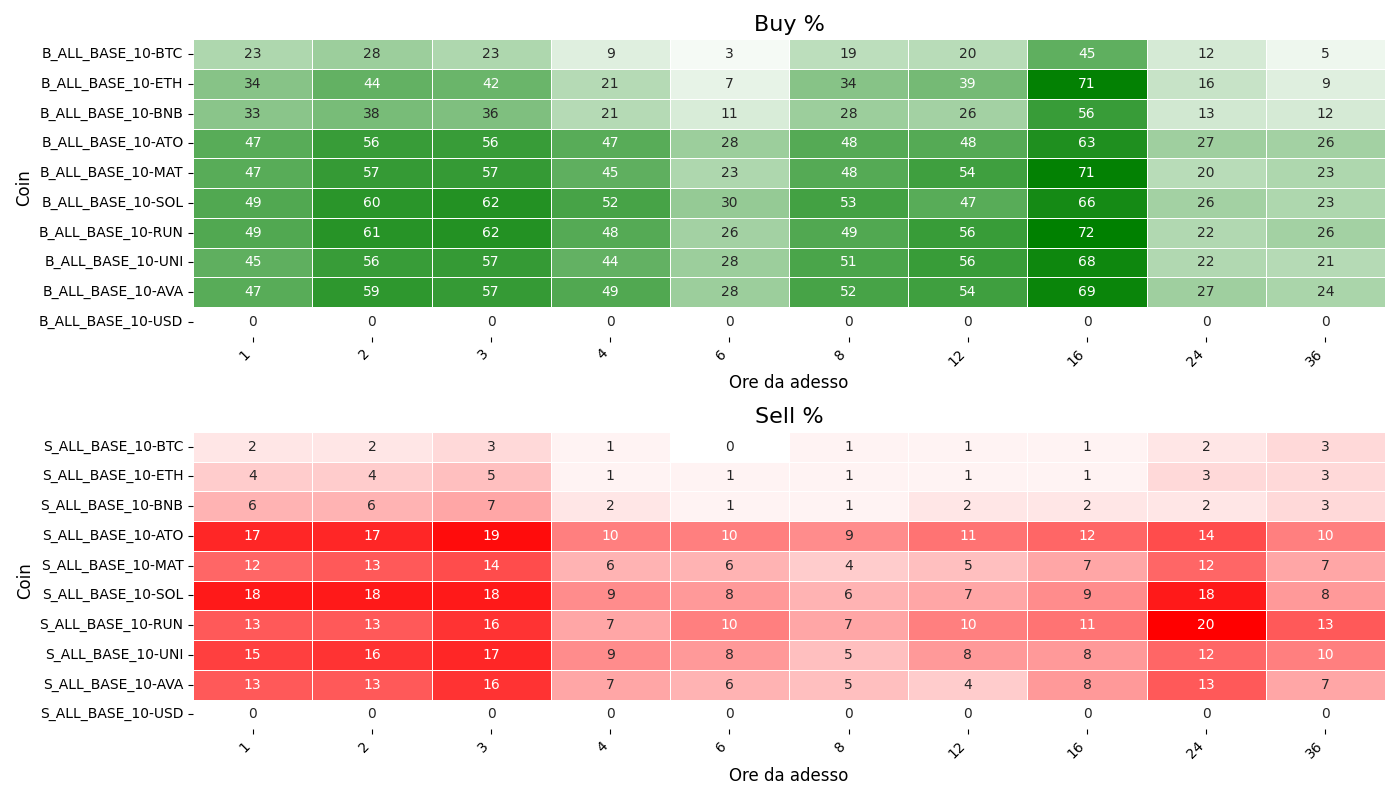 Buy %
Coin
B_ALL_BASE_10-BTC 23 28 23 9 3 19 20 45 12 5
B_ALL_BASE_10-ETH 34 44 42 21 7 34 39 71 16 9
B_ALL_BASE_10-BNB 33 38 36 21 11 28 26 56 13 12
B_ALL_BASE_10-ATO 47 56 56 47 28 48 48 63 27 26
B_ALL_BASE_10-MAT 47 57 57 45 23 48 54 71 20 23
B_ALL_BASE_10-SOL 49 60 62 52 30 53 47 66 26 23
B_ALL_BASE_10-RUN 49 61 62 48 26 49 56 72 22 26
B_ALL_BASE_10-UNI 45 56 57 44 28 51 56 68 22 21
B_ALL_BASE_10-AVA 47 59 57 49 28 52 54 69 27 24
B_ALL_BASE_10-USD 0 0 0 0 0 0 0 0 0 0
1 2 3 4 6 8 12 16 24 36
Ore da adesso
Sell %
Coin
S_ALL_BASE_10-BTC 2 2 3 1 0 1 1 1 2 3
S_ALL_BASE_10-ETH 4 4 5 1 1 1 1 1 3 3
S_ALL_BASE_10-BNB 6 6 7 2 1 1 2 2 2 3
S_ALL_BASE_10-ATO 17 17 19 10 10 9 11 12 14 10
S_ALL_BASE_10-MAT 12 13 14 6 6 4 5 7 12 7
S_ALL_BASE_10-SOL 18 18 18 9 8 6 7 9 18 8
S_ALL_BASE_10-RUN 13 13 16 7 10 7 10 11 20 13
S_ALL_BASE_10-UNI 15 16 17 9 8 5 8 8 12 10
S_ALL_BASE_10-AVA 13 13 16 7 6 5 4 8 13 7
S_ALL_BASE_10-USD 0 0 0 0 0 0 0 0 0 0
1 2 3 4 6 8 12 16 24 36
Ore da adesso